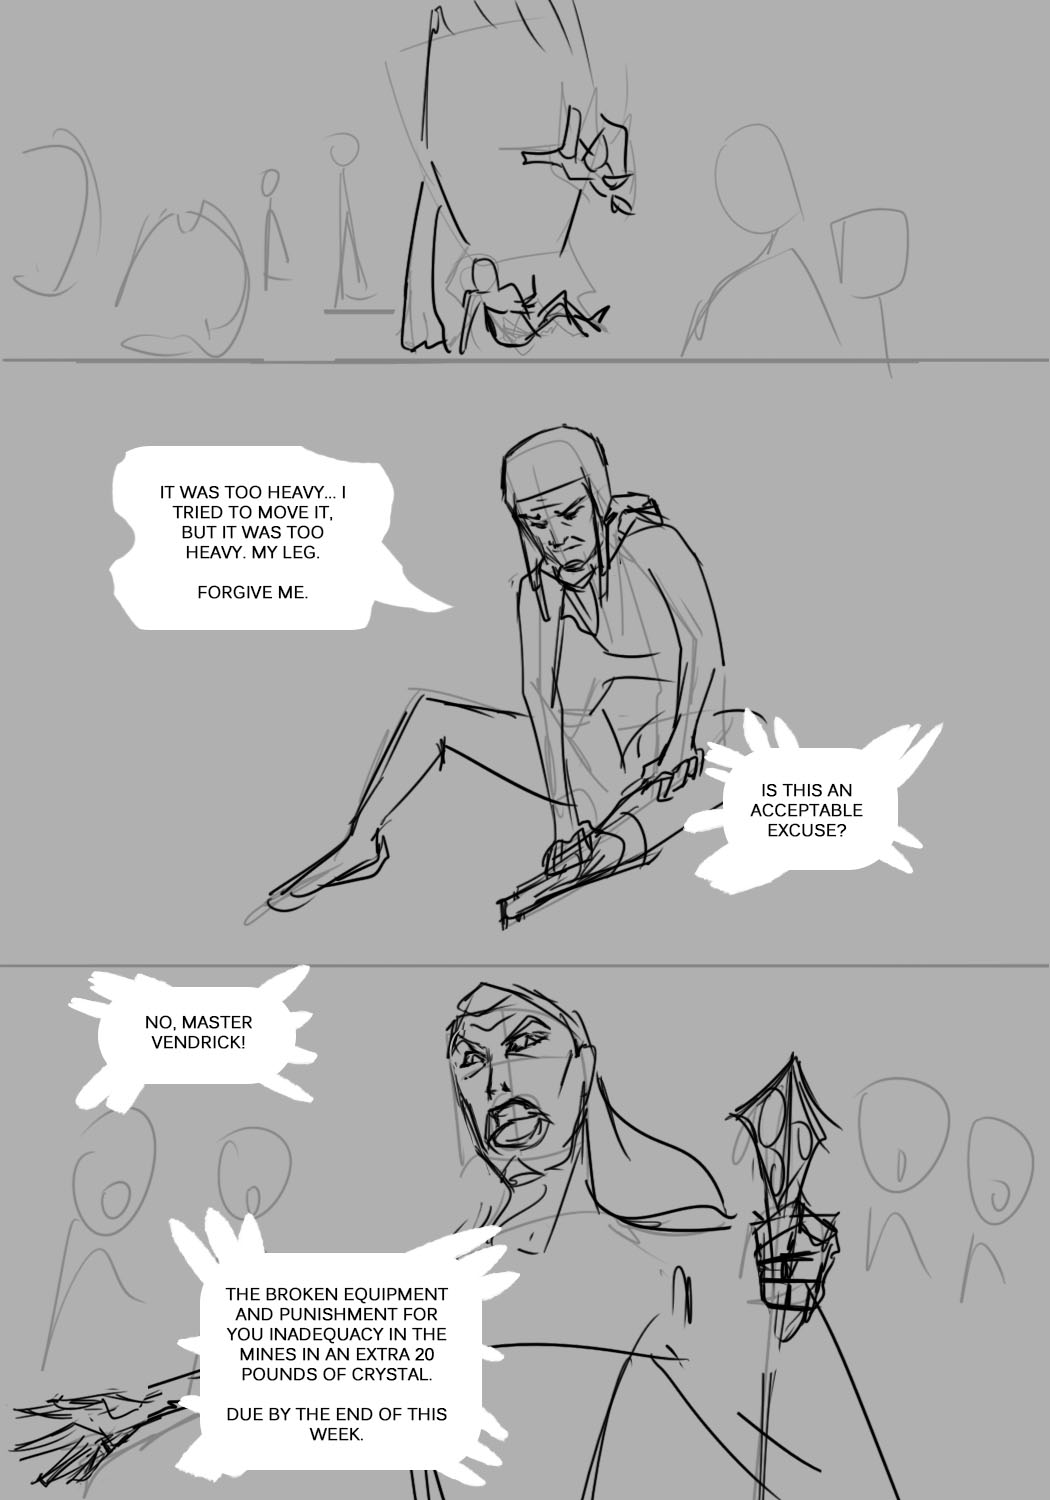 IT WAS TOO HEAVY... I
TRIED TO MOVE IT,
BUT IT WAS TOO
HEAVY. MY LEG.
FORGIVE ME.
IS THIS AN
ACCEPTABLE
EXCUSE?
NO, MASTER
VENDRICK!
THE BROKEN EQUIPMENT
AND PUNISHMENT FOR
YOU INADEQUACY IN THE
MINES IN AN EXTRA 20
POUNDS OF CRYSTAL.
DUE BY THE END OF THIS
WEEK.